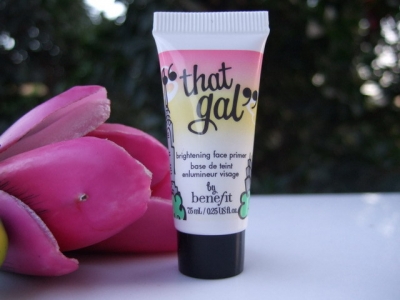 “that
gal”
brightening face primer
base de teint
enlumineur visage
by
benefit
7.5 mL / 0.25 US fl. oz.